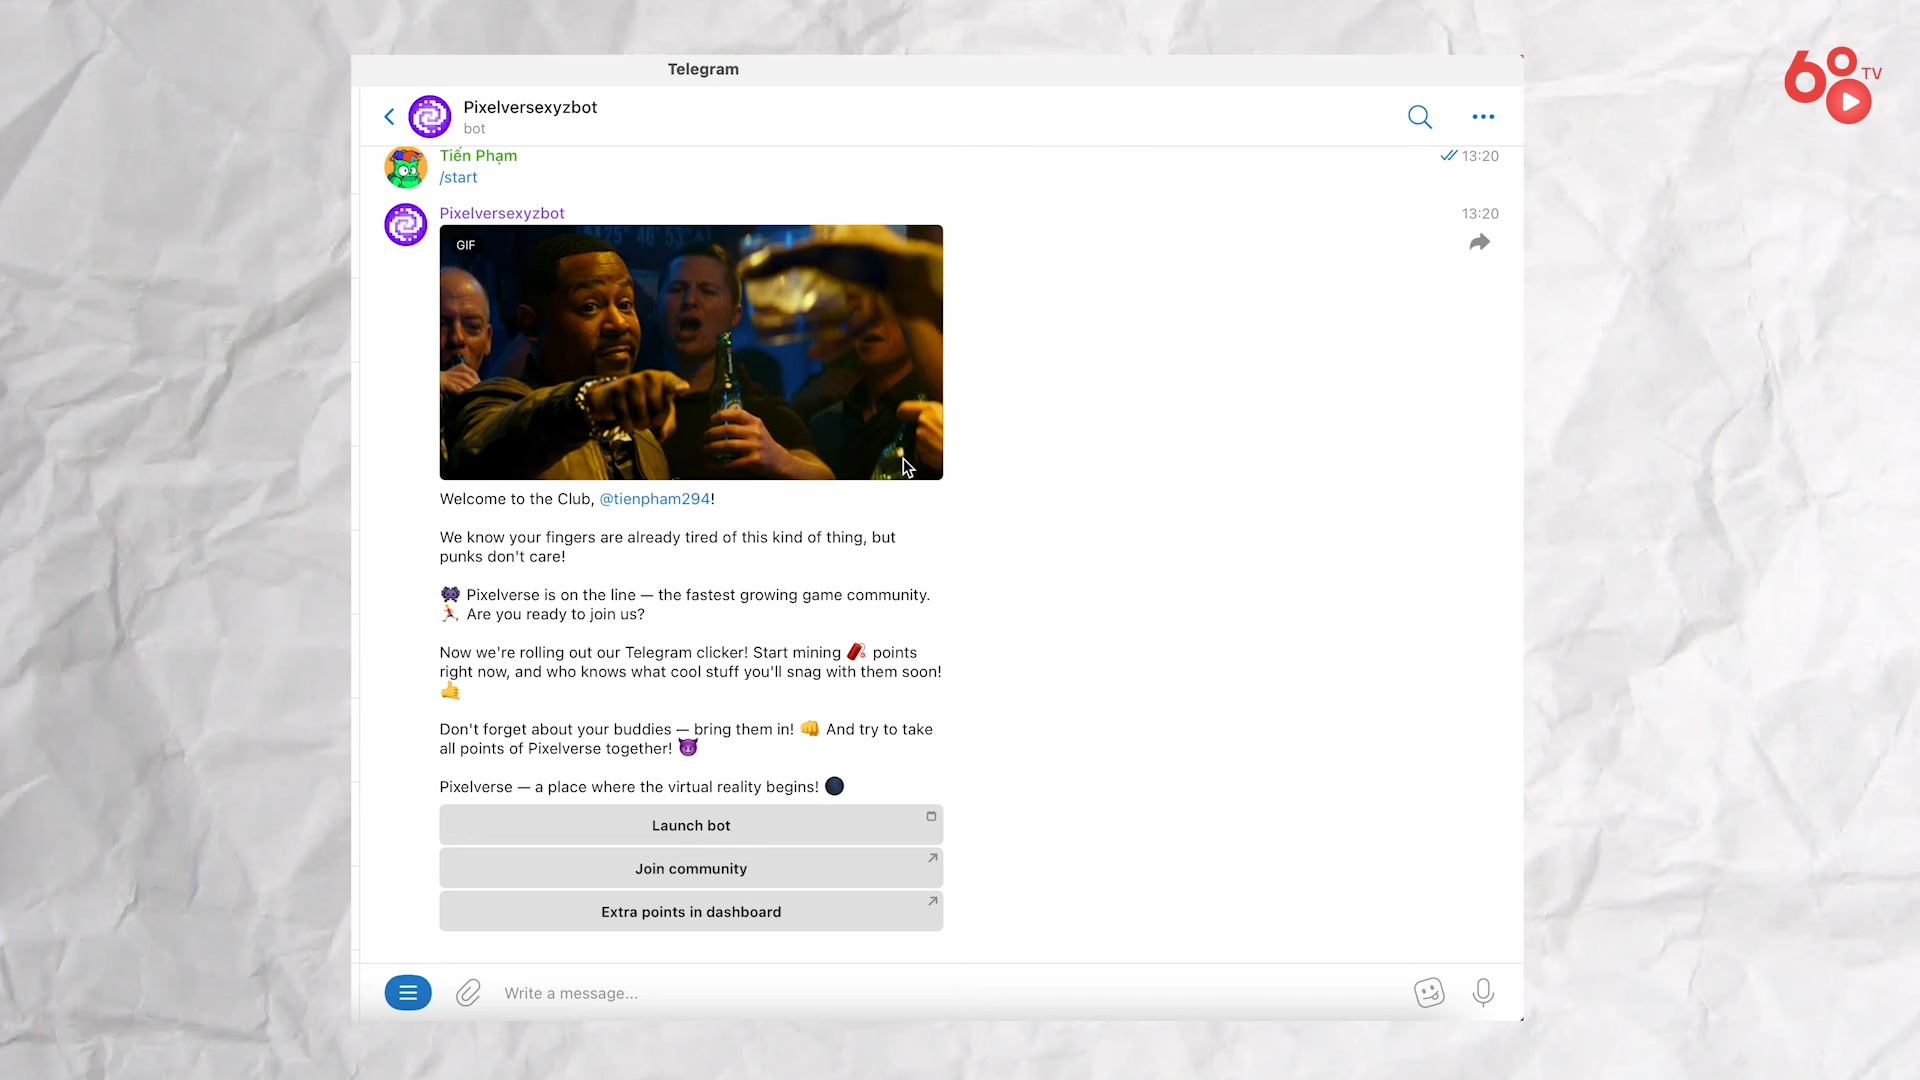 Telegram
68 TV
Pixelversexyzbot
bot
Tiến Phạm
13:20
/start
Pixelversexyzbot
13:20
GIF
Welcome to the Club, @tienpham294!
We know your fingers are already tired of this kind of thing, but
punks don't care!
👾 Pixelverse is on the line — the fastest growing game community.
🏃 Are you ready to join us?
Now we're rolling out our Telegram clicker! Start mining 🧨 points
right now, and who knows what cool stuff you'll snag with them soon!
🤙
Don't forget about your buddies — bring them in! 👊 And try to take
all points of Pixelverse together! 😈
Pixelverse — a place where the virtual reality begins! 🌑
Launch bot
Join community
Extra points in dashboard
Write a message...